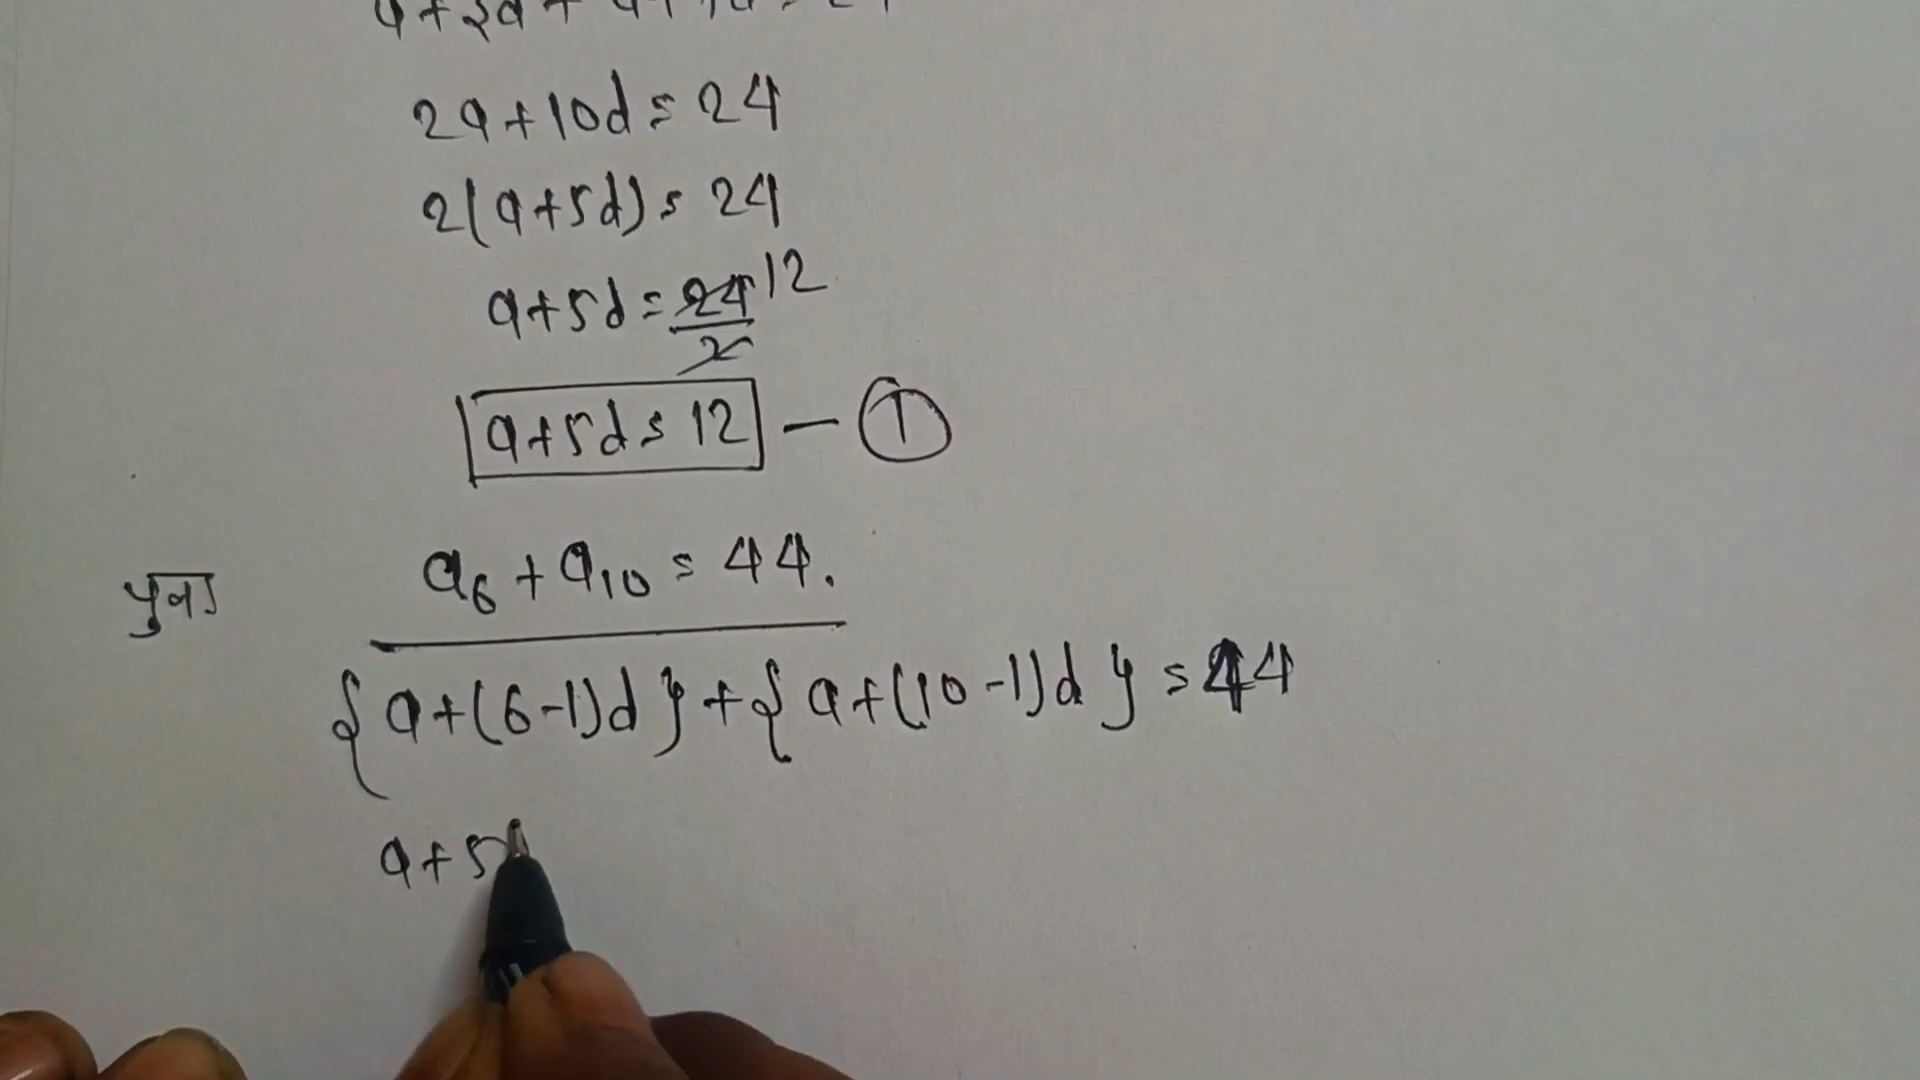 2a+10d=24
2(a+5d)=24
a+5d=24/2 12
a+5d=12 — ①
पुनः a₆+a₁₀=44.
{a+(6-1)d}+{a+(10-1)d}=44
a+5